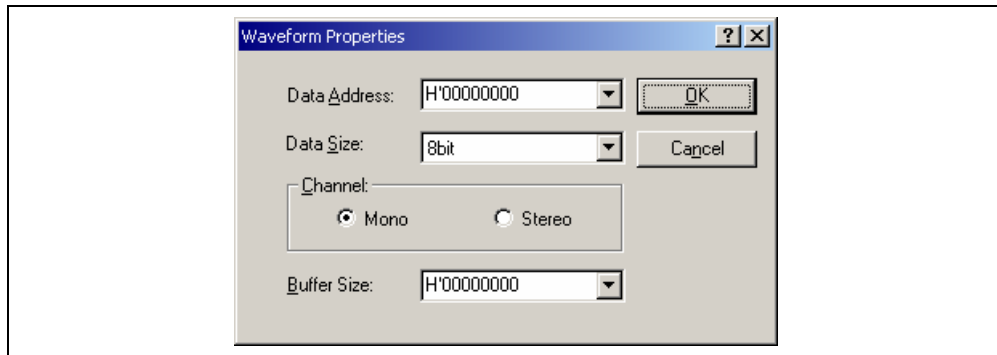 Waveform Properties
Data Address: H'00000000 OK
Data Size: 8bit Cancel
Channel:
Mono Stereo
Buffer Size: H'00000000